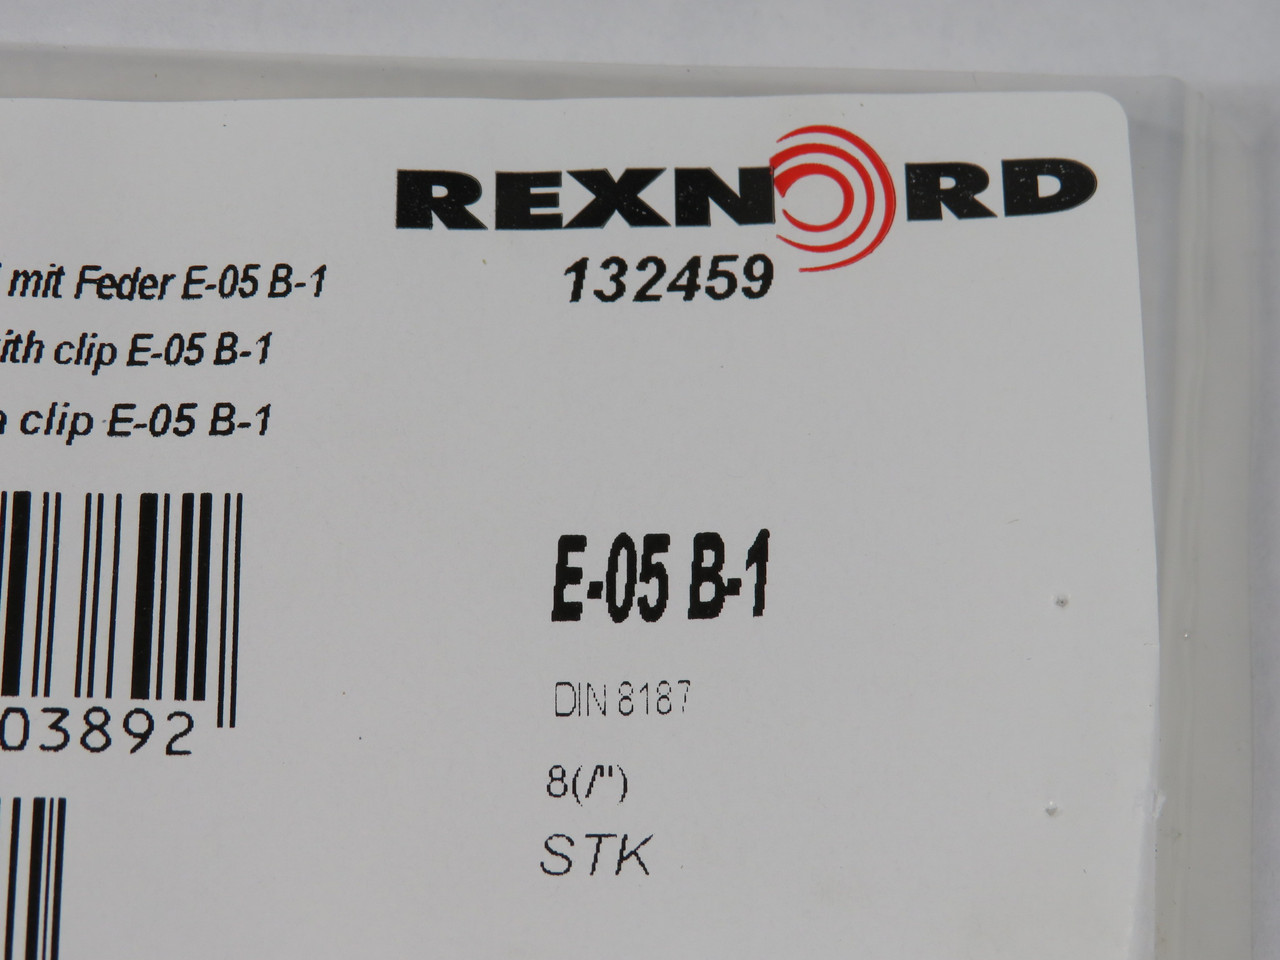 REXNORD
132459
mit Feder E-05 B-1
with clip E-05 B-1
clip E-05 B-1
E-05 B-1
03892
DIN 8187
8(/")
STK